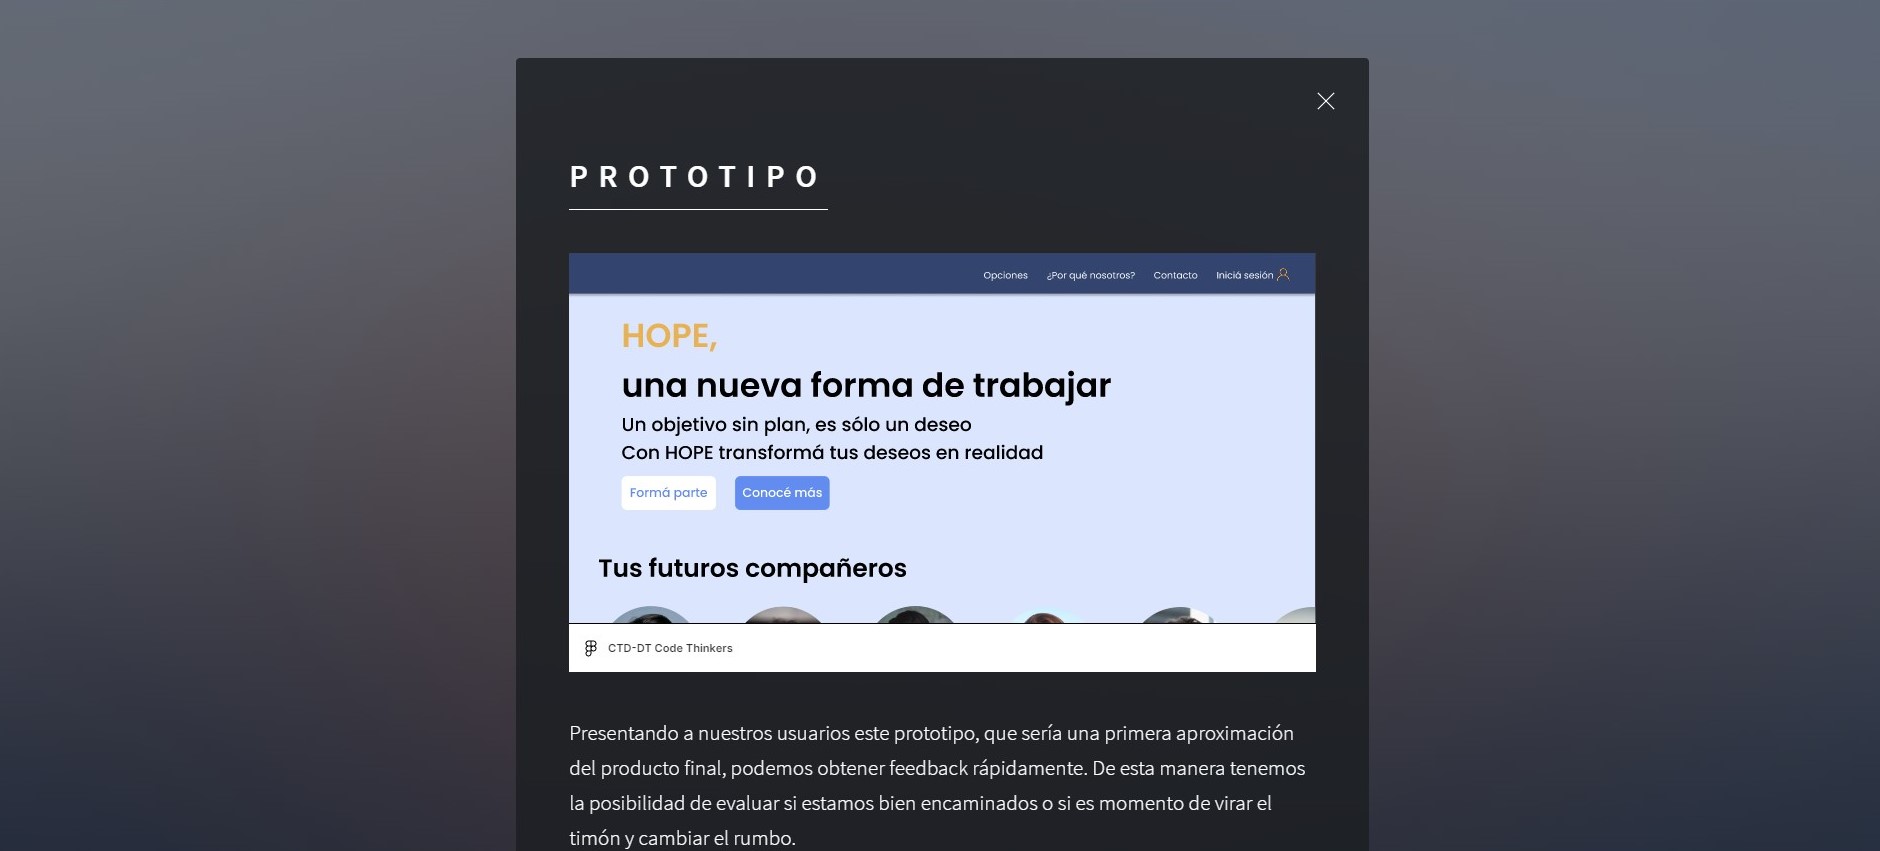 PROTOTIPO
Opciones ¿Por qué nosotros? Contacto Iniciá sesión
HOPE,
una nueva forma de trabajar
Un objetivo sin plan, es sólo un deseo
Con HOPE transformá tus deseos en realidad
Formá parte Conocé más
Tus futuros compañeros
CTD-DT Code Thinkers
Presentando a nuestros usuarios este prototipo, que sería una primera aproximación
del producto final, podemos obtener feedback rápidamente. De esta manera tenemos
la posibilidad de evaluar si estamos bien encaminados o si es momento de virar el
timón y cambiar el rumbo.